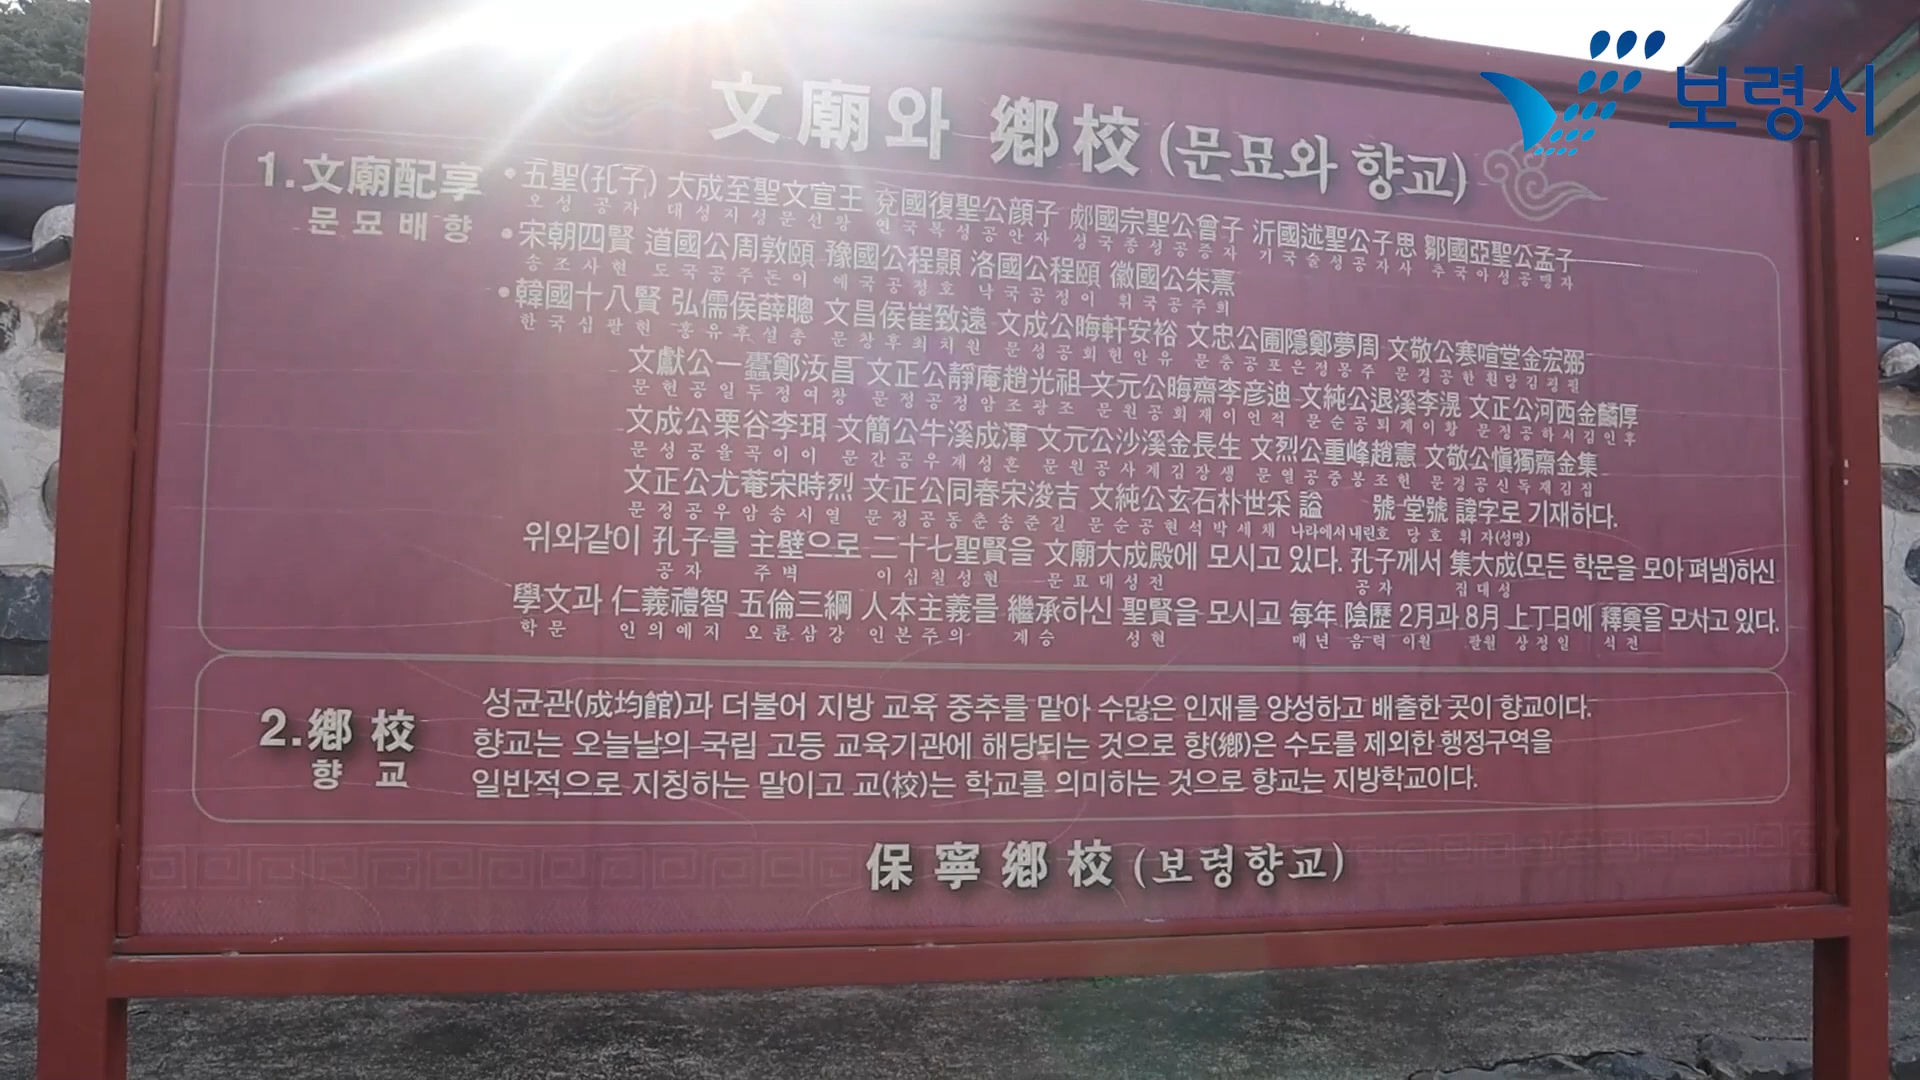 보령시
文廟와 鄕校 (문묘와 향교)
1.文廟配享
문묘배향
•五聖(孔子) 大成至聖文宣王 兗國復聖公顔子 郕國宗聖公曾子 沂國述聖公子思 鄒國亞聖公孟子
오성 공자 대성지성문선왕 연국복성공안자 성국종성공증자 기국술성공자사 추국아성공맹자
•宋朝四賢 道國公周敦頤 豫國公程顥 洛國公程頤 徽國公朱熹
송조사현 도국공주돈이 예국공정호 낙국공정이 휘국공주희
•韓國十八賢 弘儒侯薛聰 文昌侯崔致遠 文成公晦軒安裕 文忠公圃隱鄭夢周 文敬公寒暄堂金宏弼
한국십팔현 홍유후설총 문창후최치원 문성공회헌안유 문충공포은정몽주 문경공한훤당김굉필
文獻公一蠹鄭汝昌 文正公靜庵趙光祖 文元公晦齋李彦迪 文純公退溪李滉 文正公河西金麟厚
문헌공일두정여창 문정공정암조광조 문원공회재이언적 문순공퇴계이황 문정공하서김인후
文成公栗谷李珥 文簡公牛溪成渾 文元公沙溪金長生 文烈公重峰趙憲 文敬公愼獨齋金集
문성공율곡이이 문간공우계성혼 문원공사계김장생 문열공중봉조헌 문경공신독재김집
文正公尤菴宋時烈 文正公同春宋浚吉 文純公玄石朴世采 謚 號 堂號 諱字로 기재하다.
문정공우암송시열 문정공동춘송준길 문순공현석박세채 나라에서내린호 당호 휘자(성명)
위와같이 孔子를 主壁으로 二十七聖賢을 文廟大成殿에 모시고 있다. 孔子께서 集大成(모든 학문을 모아 펴냄)하신
공자 주벽 이십칠성현 문묘대성전 공자 집대성
學文과 仁義禮智 五倫三綱 人本主義를 繼承하신 聖賢을 모시고 每年 陰歷 2月과 8月 上丁日에 釋奠을 모시고 있다.
학문 인의예지 오륜삼강 인본주의 계승 성현 매년 음력 이월 팔월 상정일 석전
2.鄕校
향교
성균관(成均館)과 더불어 지방 교육 중추를 맡아 수많은 인재를 양성하고 배출한 곳이 향교이다.
향교는 오늘날의 국립 고등 교육기관에 해당되는 것으로 향(鄕)은 수도를 제외한 행정구역을
일반적으로 지칭하는 말이고 교(校)는 학교를 의미하는 것으로 향교는 지방학교이다.
保寧鄕校 (보령향교)